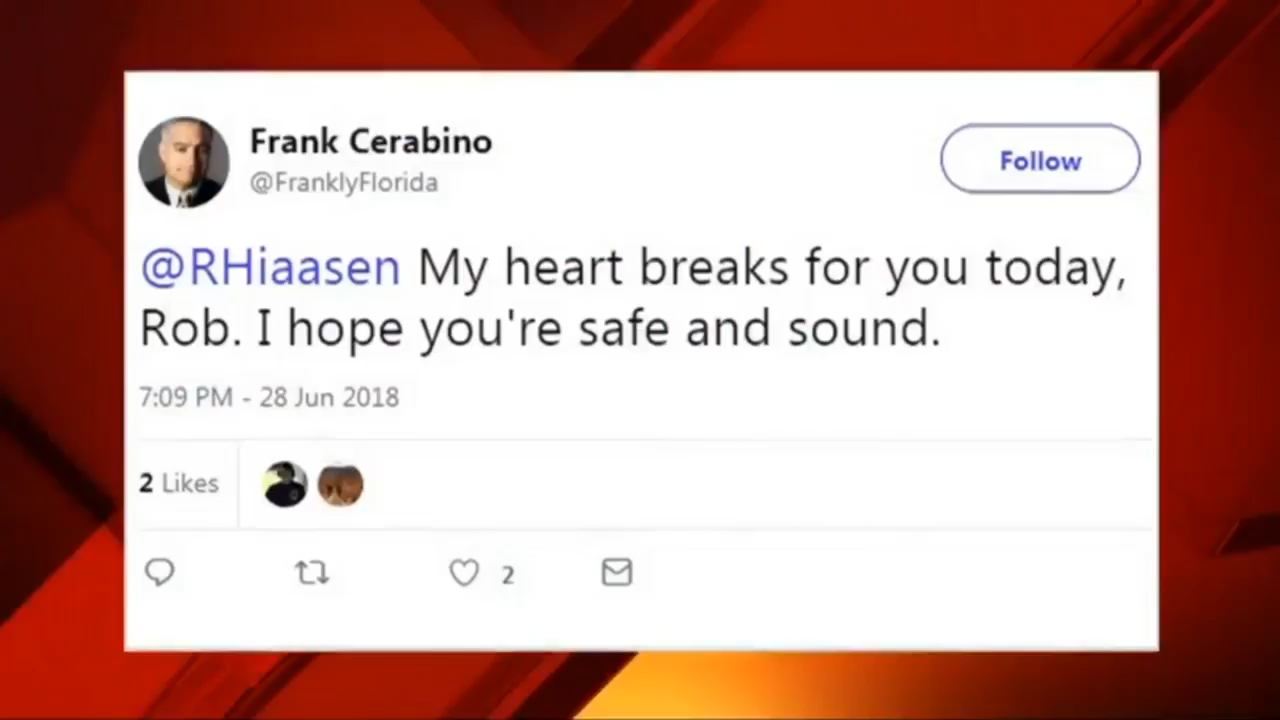 Frank Cerabino
@FranklyFlorida
Follow
@RHiaasen My heart breaks for you today,
Rob. I hope you're safe and sound.
7:09 PM - 28 Jun 2018
2 Likes
2